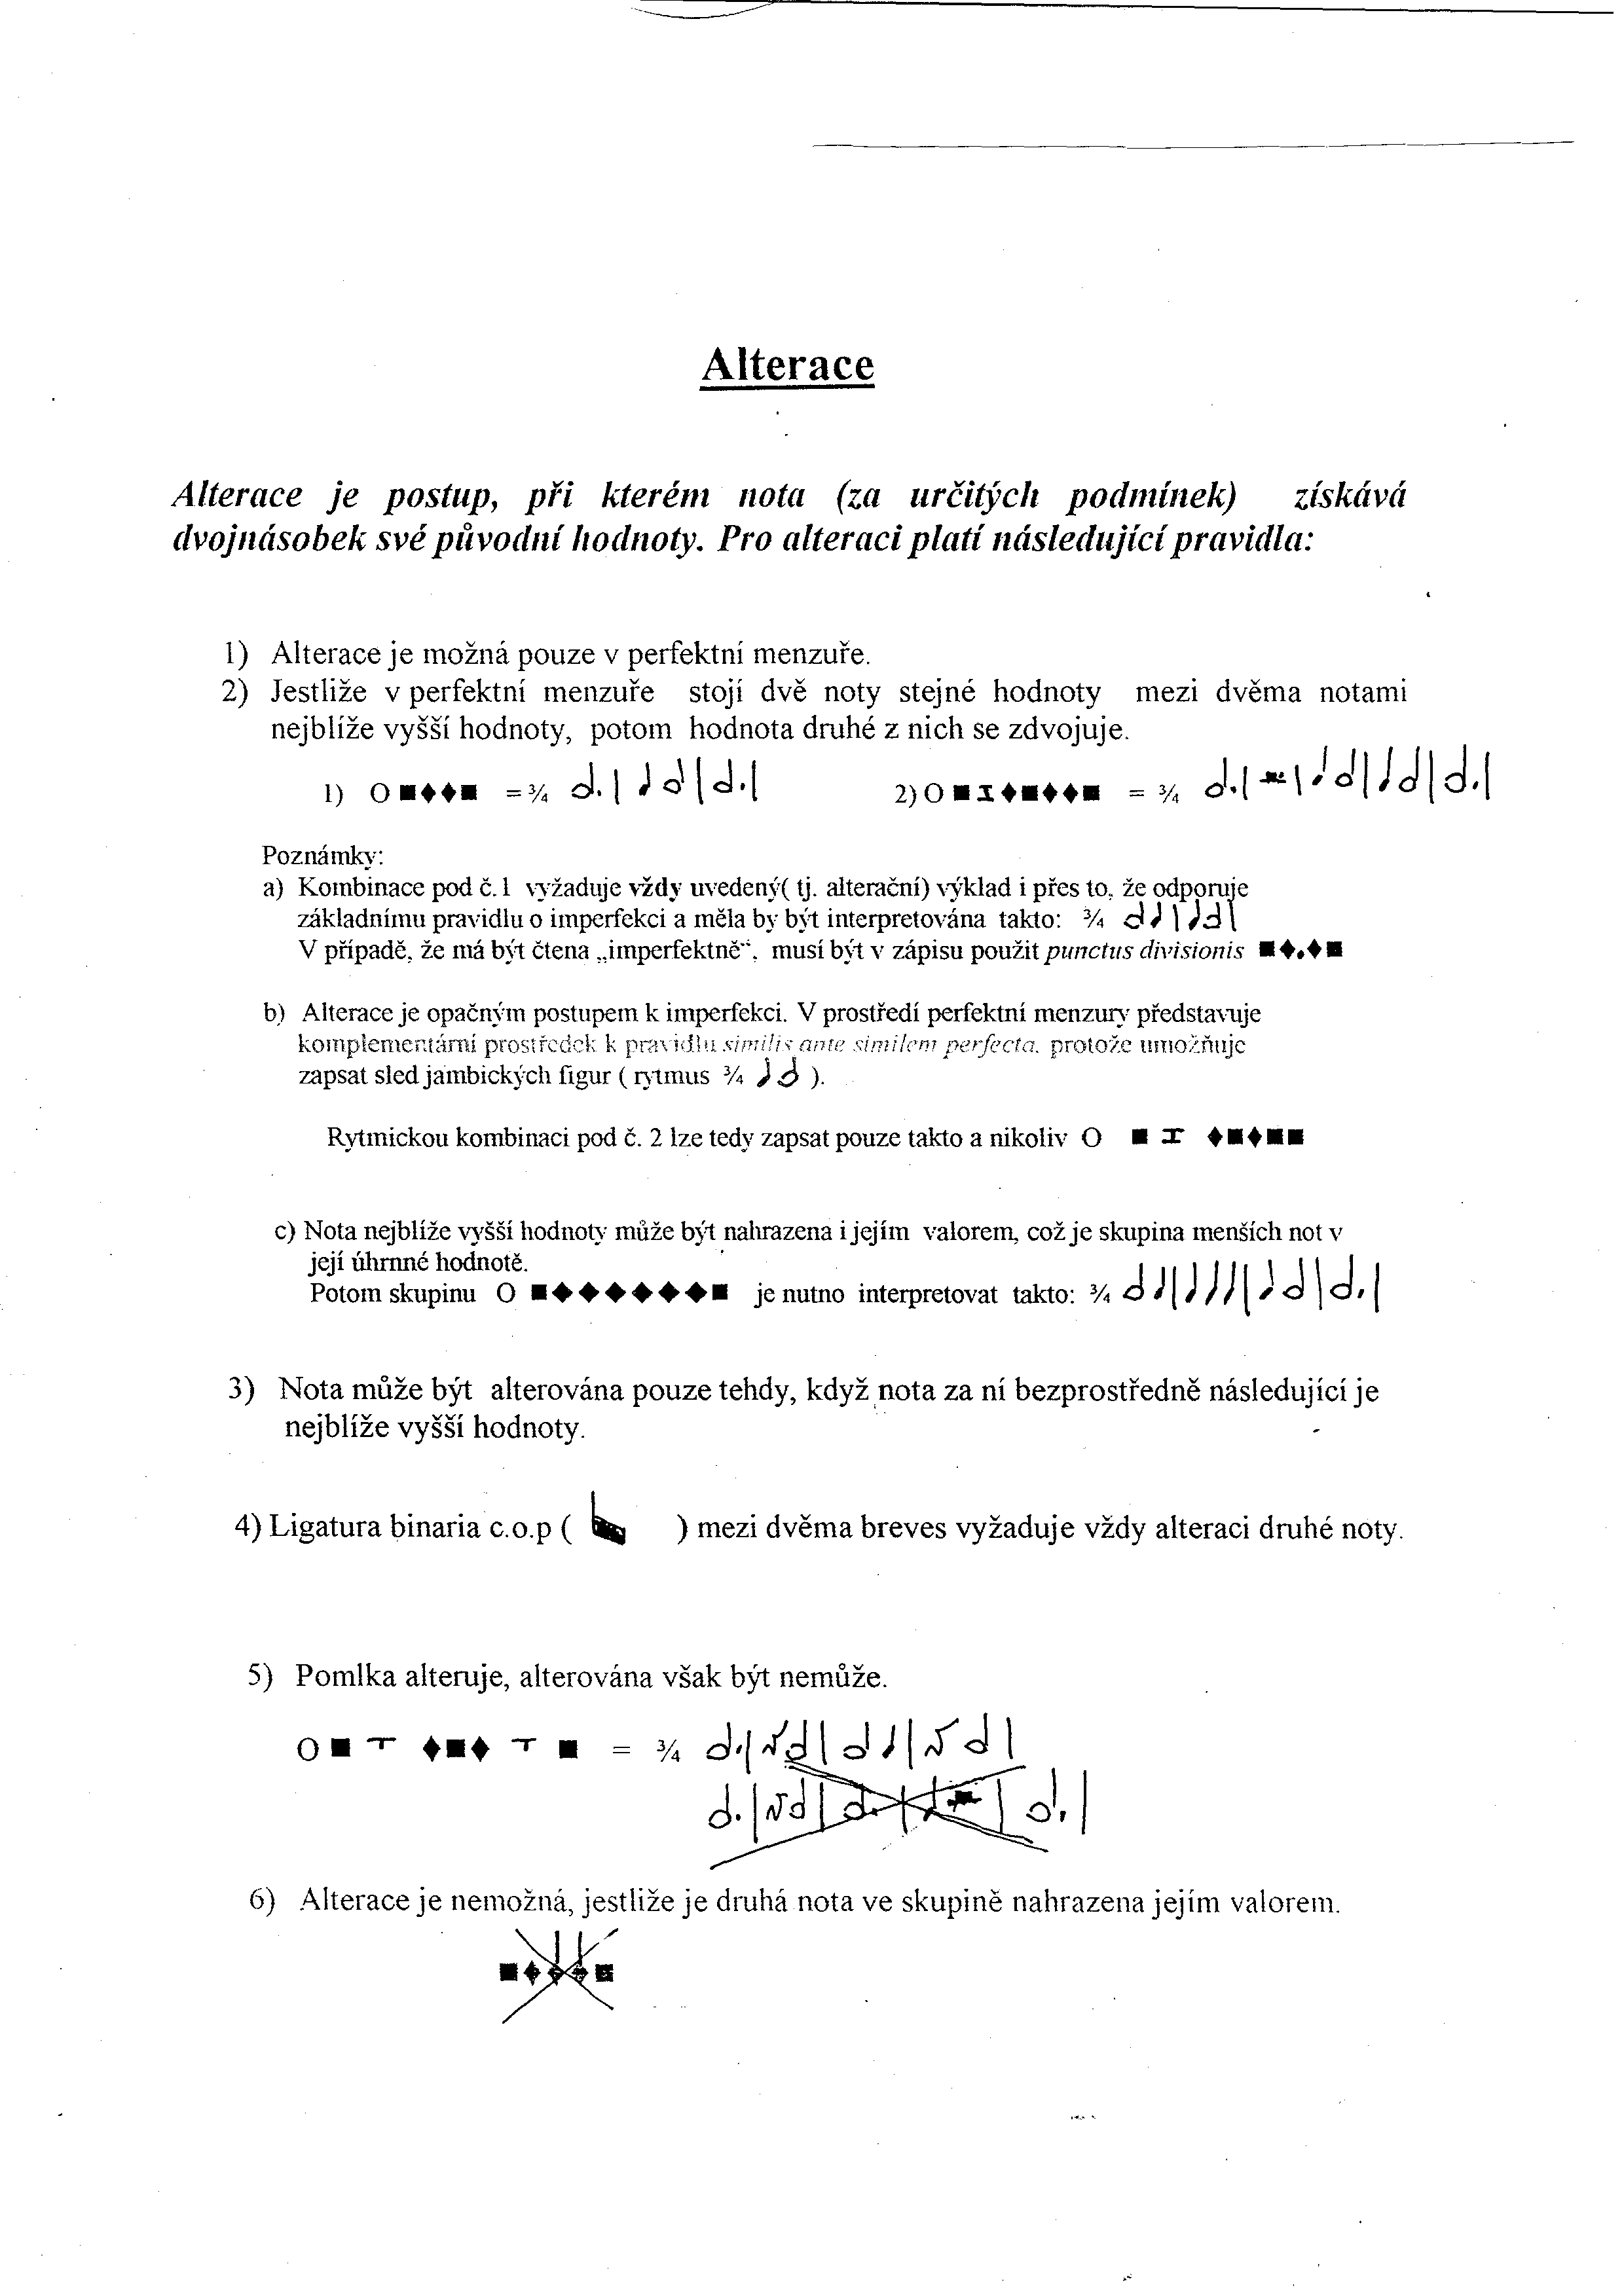 Alterace
Alterace je postup, při kterém nota (za určitých podmínek) získává
dvojnásobek své původní hodnoty. Pro alteraci platí následující pravidla:
1) Alterace je možná pouze v perfektní menzuře.
2) Jestliže v perfektní menzuře stojí dvě noty stejné hodnoty mezi dvěma notami
nejblíže vyšší hodnoty, potom hodnota druhé z nich se zdvojuje.
1) O ■♦♦■ = ¾ 2) O ■ ♦■♦♦■ = ¾
Poznámky:
a) Kombinace pod č.1 vyžaduje vždy uvedený( tj. alterační) výklad i přes to, že odporuje
základnímu pravidlu o imperfekci a měla by být interpretována takto: ¾
V případě, že má být čtena „imperfektně“, musí být v zápisu použit punctus divisionis ■♦.♦■
b) Alterace je opačným postupem k imperfekci. V prostředí perfektní menzury představuje
komplementární prostředek k pravidlu similis ante similem perfecta, protože umožňuje
zapsat sled jambických figur ( rytmus ¾ ).
Rytmickou kombinaci pod č. 2 lze tedy zapsat pouze takto a nikoliv O ■ ♦■♦■■
c) Nota nejblíže vyšší hodnoty může být nahrazena i jejím valorem, což je skupina menších not v
její úhrnné hodnotě.
Potom skupinu O ■♦♦♦♦♦♦■ je nutno interpretovat takto: ¾
3) Nota může být alterována pouze tehdy, když nota za ní bezprostředně následující je
nejblíže vyšší hodnoty.
4) Ligatura binaria c.o.p ( ) mezi dvěma breves vyžaduje vždy alteraci druhé noty.
5) Pomlka alteruje, alterována však být nemůže.
O ■ ♦■♦ ■ = ¾
6) Alterace je nemožná, jestliže je druhá nota ve skupině nahrazena jejím valorem.